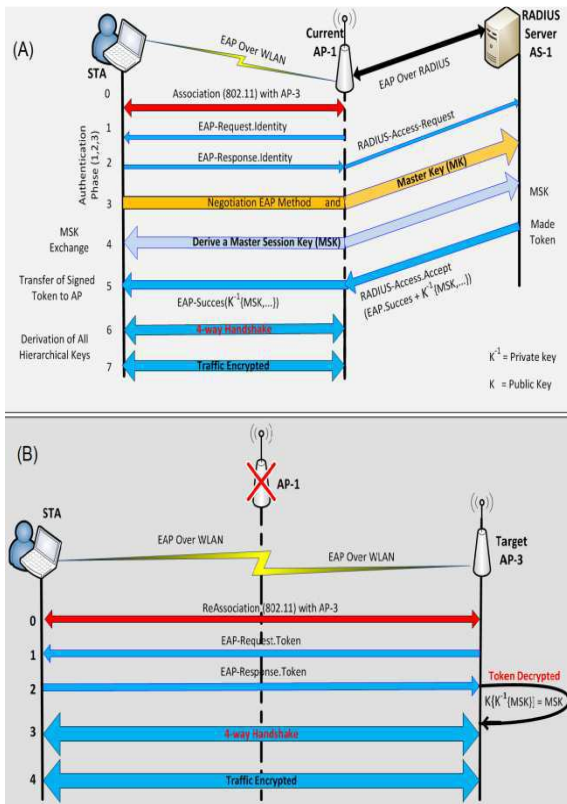 (A)
Current
AP-1
RADIUS
Server
AS-1
EAP Over WLAN
EAP Over RADIUS
STA
0
Association (802.11) with AP-3
Authentication
Phase (1,2,3)
1
EAP-Request.Identity
RADIUS-Access-Request
2
EAP-Response.Identity
3
Negotiation EAP Method and
Master Key (MK)
MSK
Exchange
4
Derive a Master Session Key (MSK)
MSK
Made
Token
Transfer of Signed
Token to AP
5
EAP-Succes(K-1{MSK,...})
RADIUS-Access.Accept
(EAP.Succes + K-1{MSK,...})
6
4-way Handshake
Derivation of All
Hierarchical Keys
7
Traffic Encrypted
K-1 = Private key
K = Public Key
(B)
AP-1
STA
Target
AP-3
EAP Over WLAN
EAP Over WLAN
0
ReAssociation (802.11) with AP-3
1
EAP-Request.Token
2
EAP-Response.Token
Token Decrypted
K{K-1{MSK}} = MSK
3
4-way Handshake
4
Traffic Encrypted